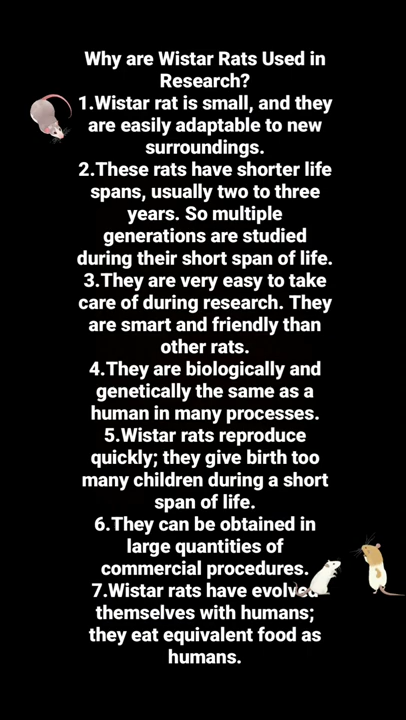 Why are Wistar Rats Used in
Research?
1.Wistar rat is small, and they
are easily adaptable to new
surroundings.
2.These rats have shorter life
spans, usually two to three
years. So multiple
generations are studied
during their short span of life.
3.They are very easy to take
care of during research. They
are smart and friendly than
other rats.
4.They are biologically and
genetically the same as a
human in many processes.
5.Wistar rats reproduce
quickly; they give birth too
many children during a short
span of life.
6.They can be obtained in
large quantities of
commercial procedures.
7.Wistar rats have evolved
themselves with humans;
they eat equivalent food as
humans.